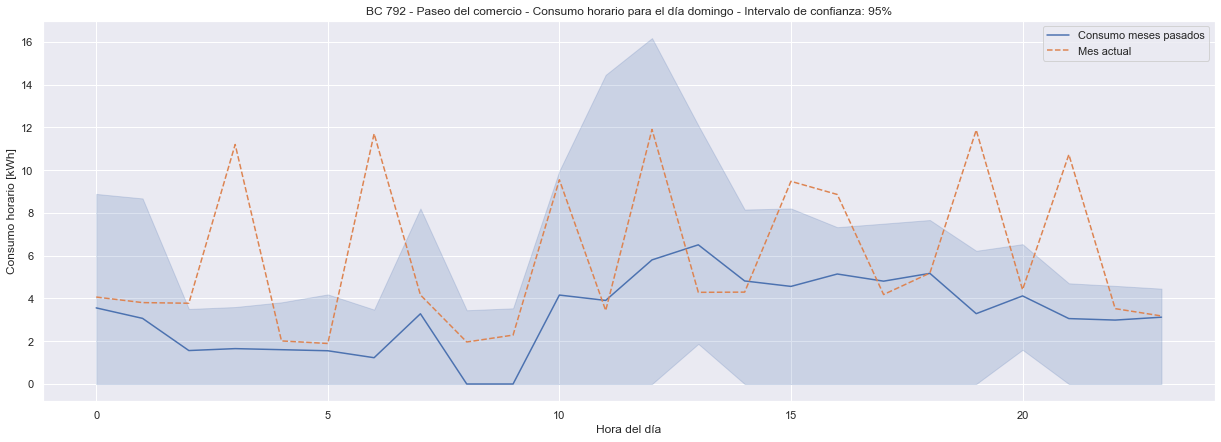 BC 792 - Paseo del comercio - Consumo horario para el día domingo - Intervalo de confianza: 95%
Consumo meses pasados
Mes actual
Consumo horario [kWh]
16
14
12
10
8
6
4
2
0
0 5 10 15 20
Hora del día